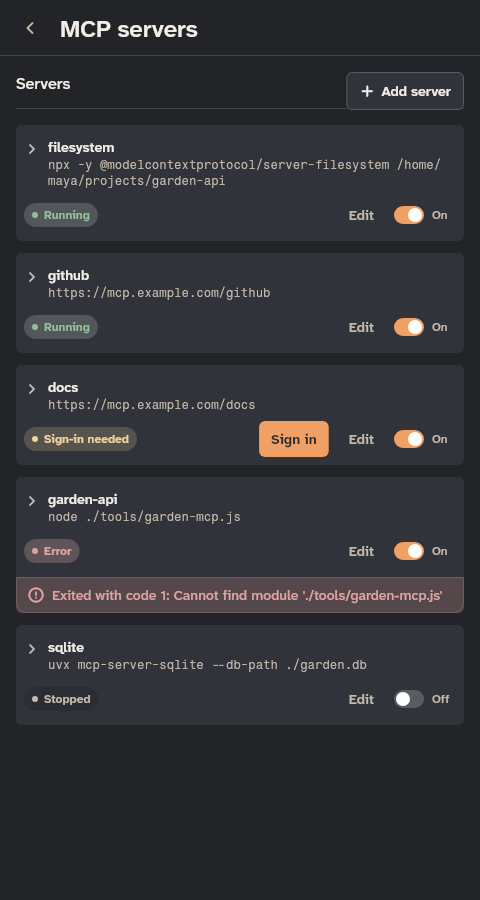 MCP servers
Servers
Add server
filesystem
npx -y @modelcontextprotocol/server-filesystem /home/
maya/projects/garden-api
Running
Edit
On
github
https://mcp.example.com/github
Running
Edit
On
docs
https://mcp.example.com/docs
Sign-in needed
Sign in
Edit
On
garden-api
node ./tools/garden-mcp.js
Error
Edit
On
Exited with code 1: Cannot find module './tools/garden-mcp.js'
sqlite
uvx mcp-server-sqlite --db-path ./garden.db
Stopped
Edit
Off